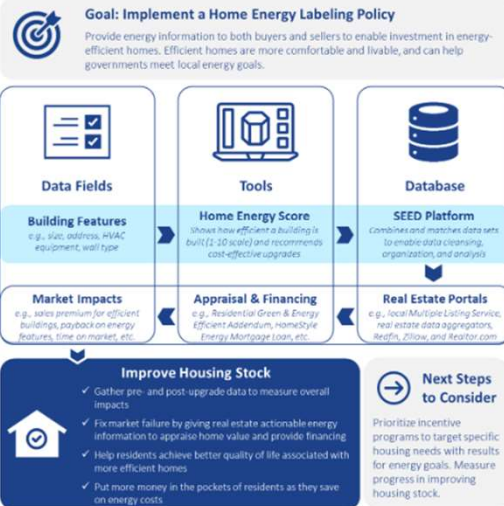 Goal: Implement a Home Energy Labeling Policy
Provide energy information to both buyers and sellers to enable investment in energy-
efficient homes. Efficient homes are more comfortable and livable, and can help
governments meet local energy goals.
Data Fields
Tools
Database
Building Features
e.g., size, address, HVAC
equipment, wall type
Home Energy Score
Shows how efficient a building is
built (1-10 scale) and recommends
cost-effective upgrades
SEED Platform
Combines and matches data sets
to enable data cleansing,
organization, and analysis
Market Impacts
e.g., sales premium for efficient
buildings, payback on energy
features, time on market, etc.
Appraisal & Financing
e.g., Residential Green & Energy
Efficient Addendum, HomeStyle
Energy Mortgage Loan, etc.
Real Estate Portals
e.g., local Multiple Listing Service,
real estate data aggregators,
Redfin, Zillow, and Realtor.com
Improve Housing Stock
✓ Gather pre- and post-upgrade data to measure overall
impacts
✓ Fix market failure by giving real estate actionable energy
information to appraise home value and provide financing
✓ Help residents achieve better quality of life associated with
more efficient homes
✓ Put more money in the pockets of residents as they save
on energy costs
Next Steps
to Consider
Prioritize incentive
programs to target specific
housing needs with results
for energy goals. Measure
progress in improving
housing stock.